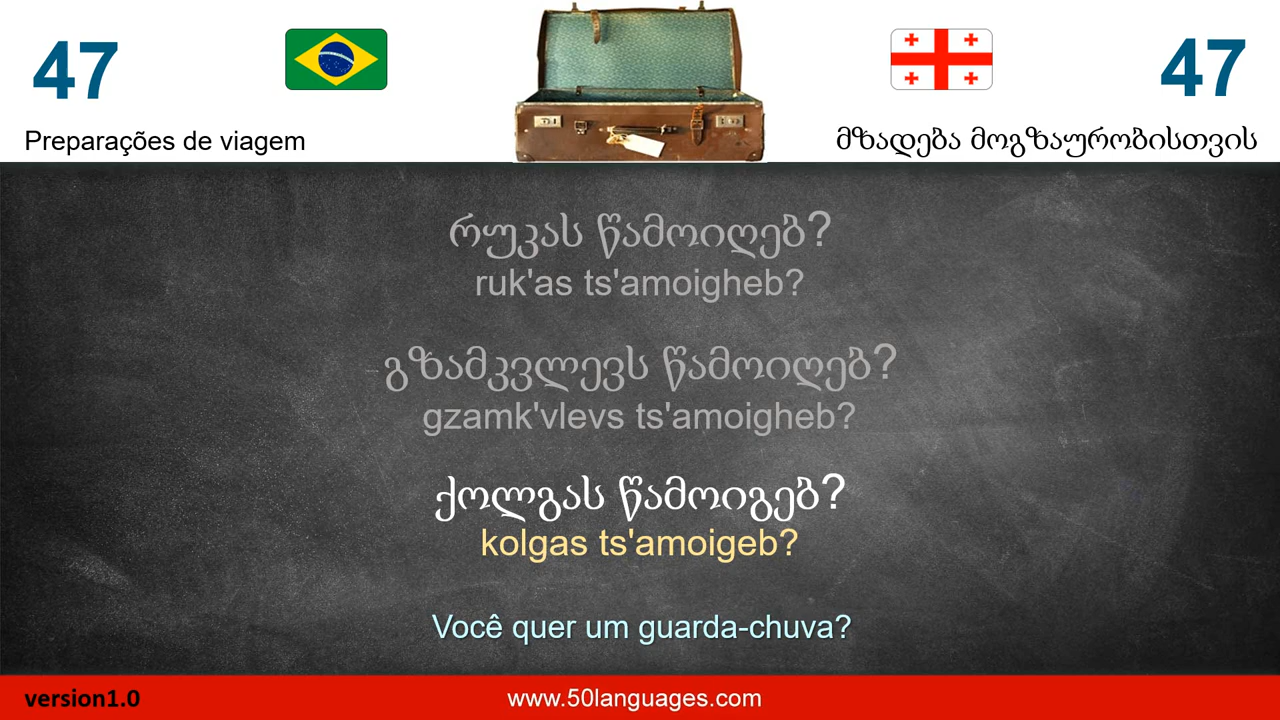 47
47
Preparações de viagem
მზადება მოგზაურობისთვის
რუკას წამოიღებ?
ruk'as ts'amoigheb?
გზამკვლევს წამოიღებ?
gzamk'vlevs ts'amoigheb?
ქოლგას წამოიგებ?
kolgas ts'amoigeb?
Você quer um guarda-chuva?
version1.0
www.50languages.com